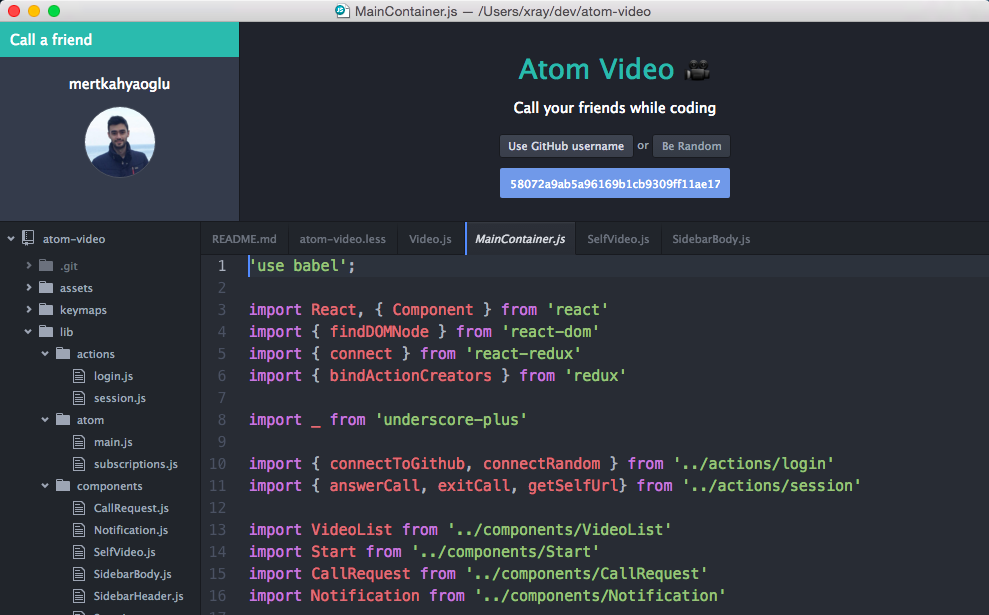 MainContainer.js — /Users/xray/dev/atom-video
Call a friend
mertkahyaoglu
Atom Video
Call your friends while coding
Use GitHub username or Be Random
58072a9ab5a96169b1cb9309ff11ae17
atom-video
.git
assets
keymaps
lib
actions
login.js
session.js
atom
main.js
subscriptions.js
components
CallRequest.js
Notification.js
SelfVideo.js
SidebarBody.js
SidebarHeader.js
README.md atom-video.less Video.js MainContainer.js SelfVideo.js SidebarBody.js
1 'use babel';
2
3 import React, { Component } from 'react'
4 import { findDOMNode } from 'react-dom'
5 import { connect } from 'react-redux'
6 import { bindActionCreators } from 'redux'
7
8 import _ from 'underscore-plus'
9
10 import { connectToGithub, connectRandom } from '../actions/login'
11 import { answerCall, exitCall, getSelfUrl} from '../actions/session'
12
13 import VideoList from '../components/VideoList'
14 import Start from '../components/Start'
15 import CallRequest from '../components/CallRequest'
16 import Notification from '../components/Notification'